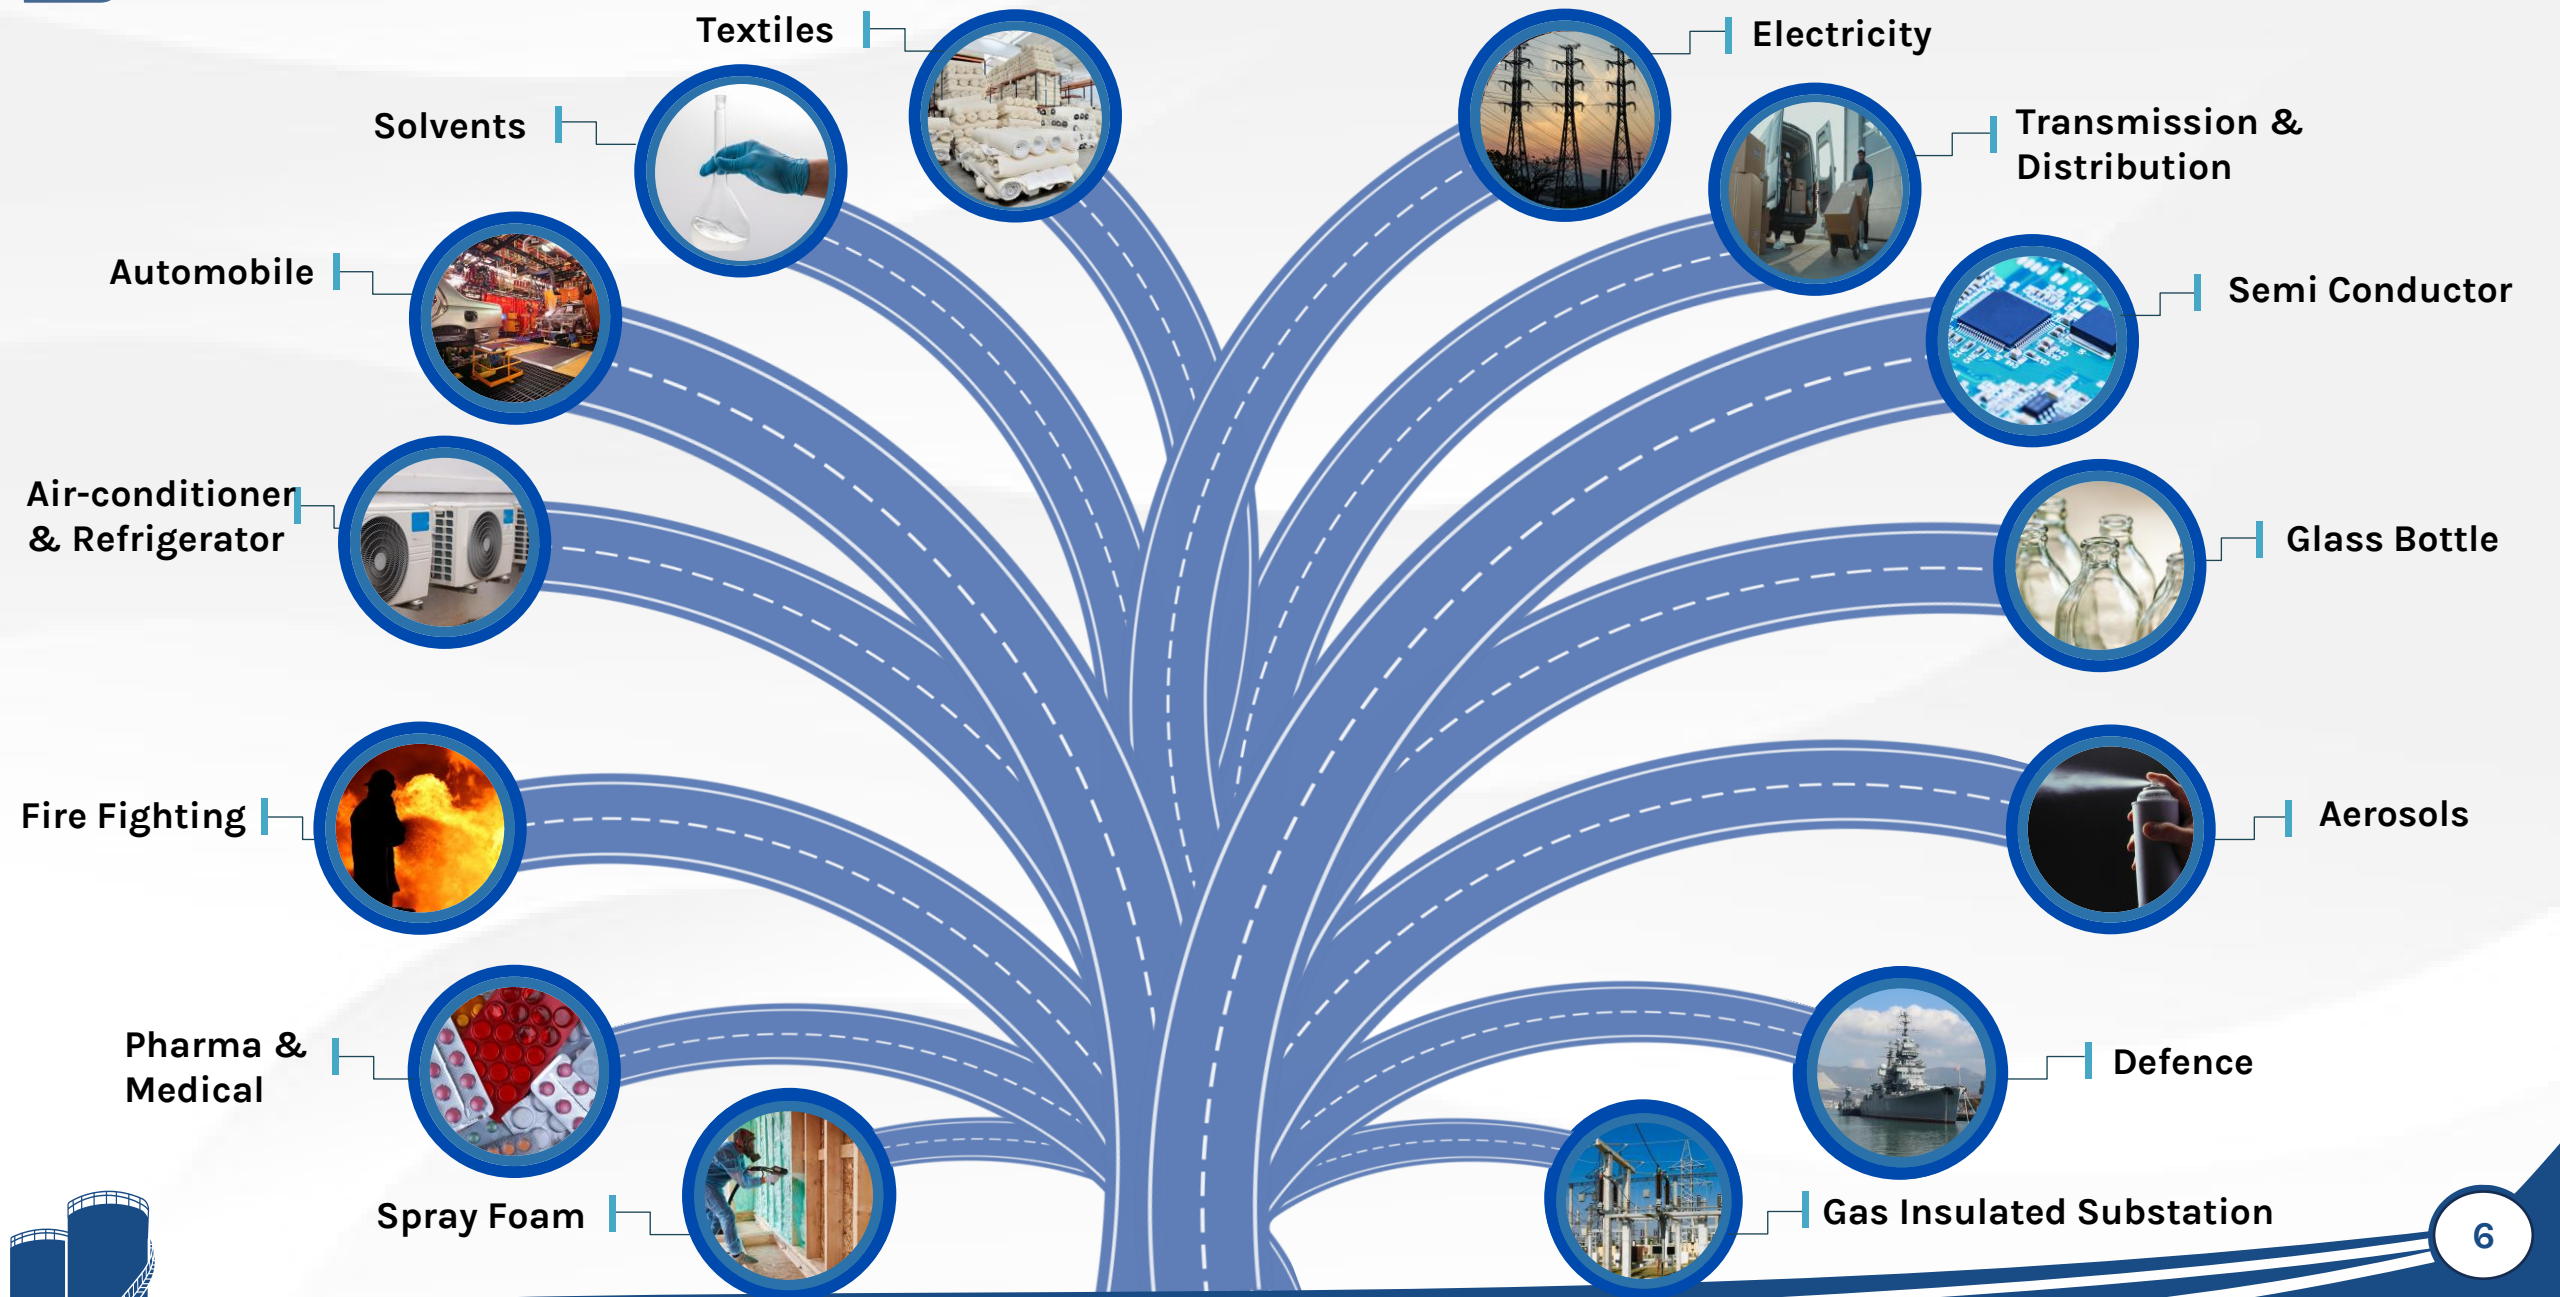 Textiles
Electricity
Solvents
Transmission &
Distribution
Automobile
Semi Conductor
Air-conditioner
& Refrigerator
Glass Bottle
Fire Fighting
Aerosols
Pharma &
Medical
Defence
Spray Foam
Gas Insulated Substation
6